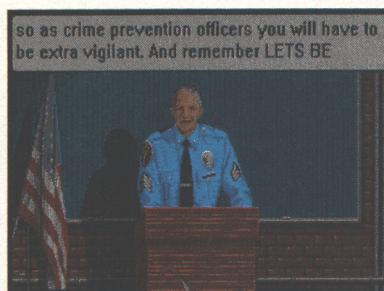 so as crime prevention officers you will have to
be extra vigilant. And remember LETS BE